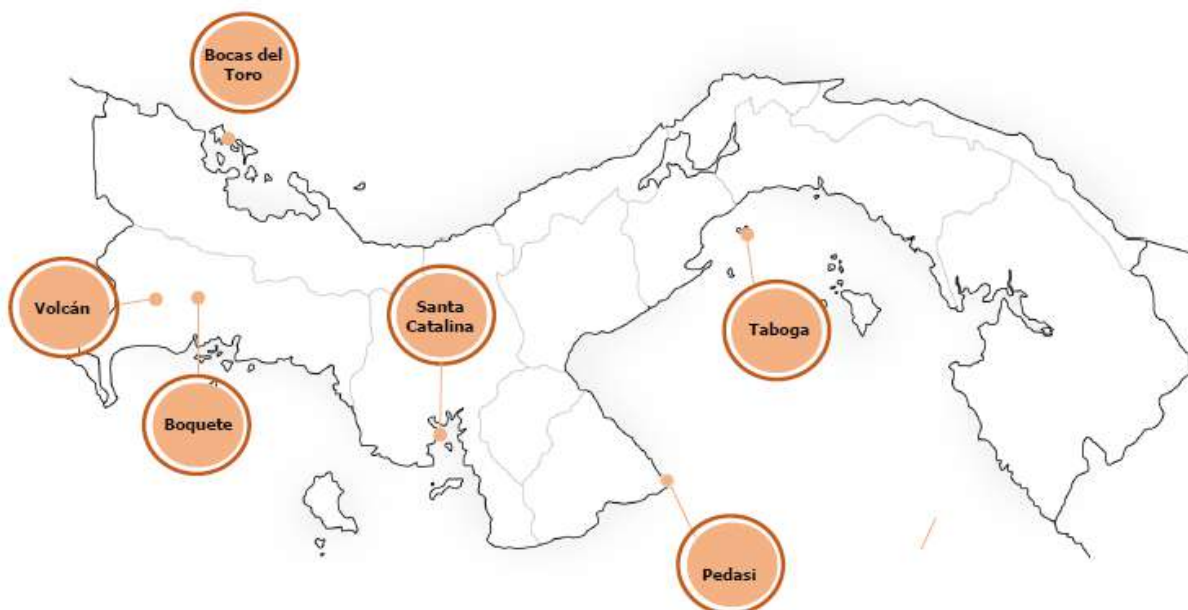 Bocas del
Toro
Volcán
Santa
Catalina
Taboga
Boquete
Pedasi